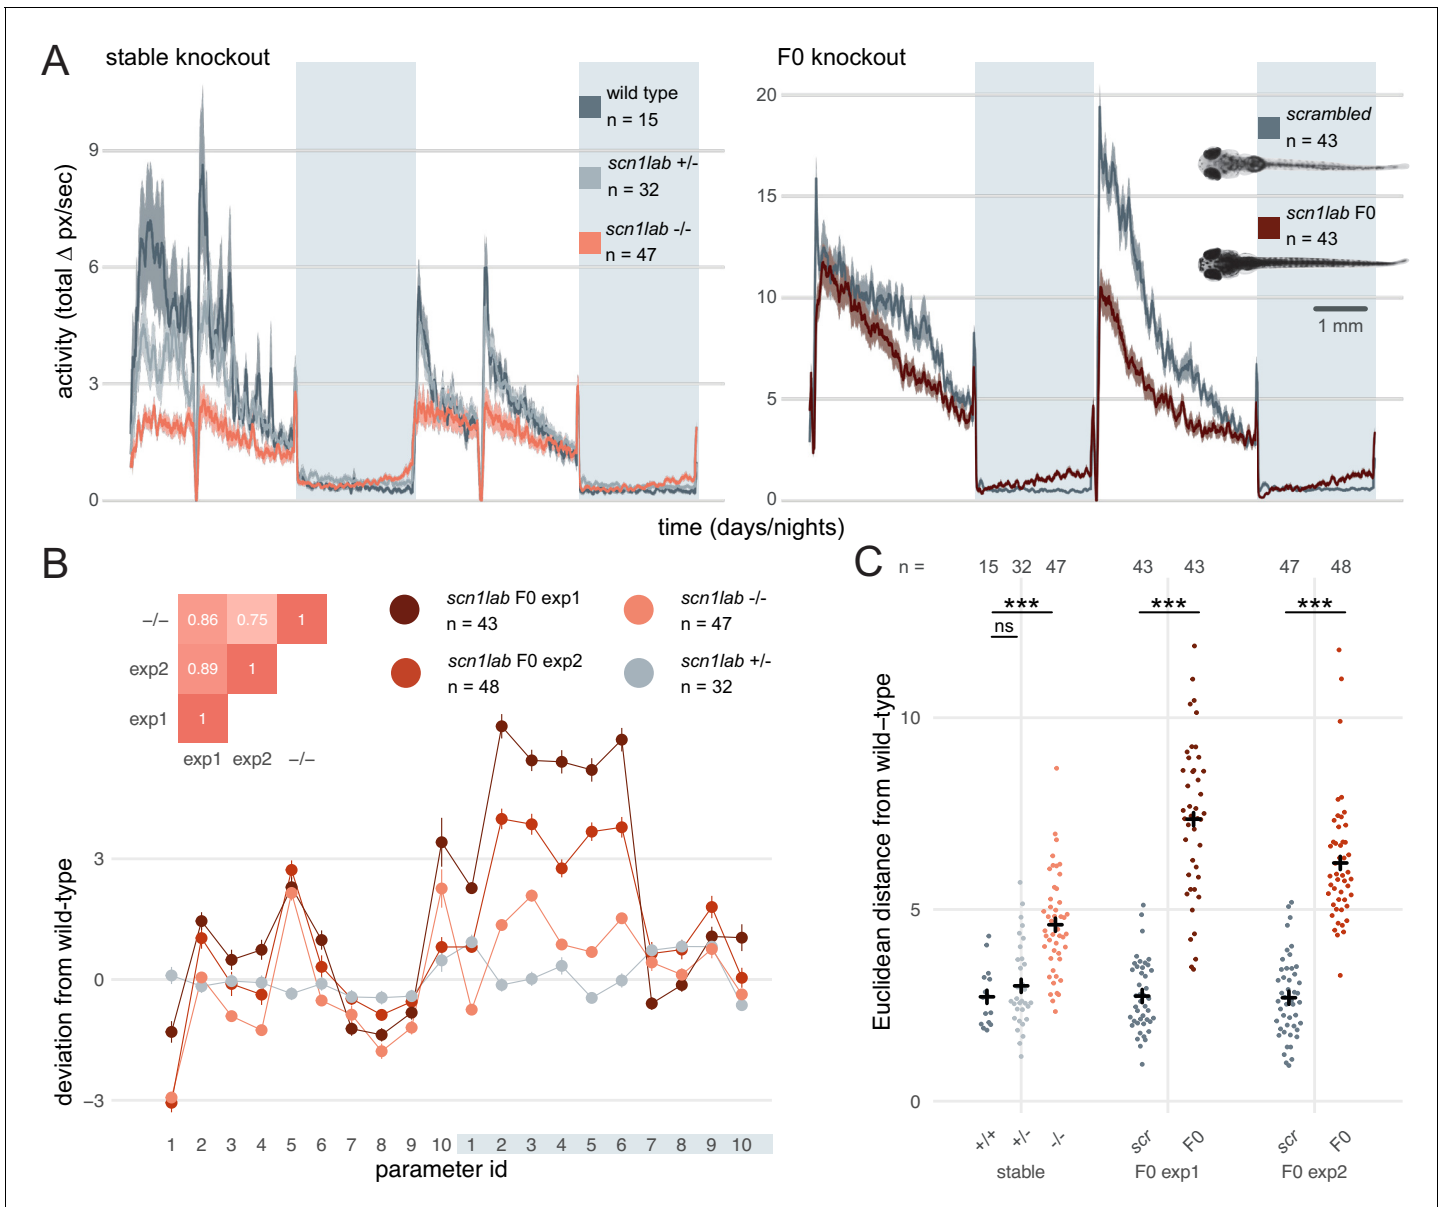 A
stable knockout
F0 knockout
activity (total Δ px/sec)
9
6
3
0
wild type
n = 15
scn1lab +/-
n = 32
scn1lab -/-
n = 47
20
15
10
5
0
scrambled
n = 43
scn1lab F0
n = 43
1 mm
time (days/nights)
B
−/−
0.86
0.75
1
exp2
0.89
1
exp1
1
exp1
exp2
−/−
scn1lab F0 exp1
n = 43
scn1lab F0 exp2
n = 48
scn1lab -/-
n = 47
scn1lab +/-
n = 32
deviation from wild-type
3
0
−3
1 2 3 4 5 6 7 8 9 10 1 2 3 4 5 6 7 8 9 10
parameter id
C
n =
15 32 47
43 43
47 48
***
ns
***
***
Euclidean distance from wild−type
10
5
0
+/+
+/-
-/-
scr
F0
scr
F0
stable
F0 exp1
F0 exp2